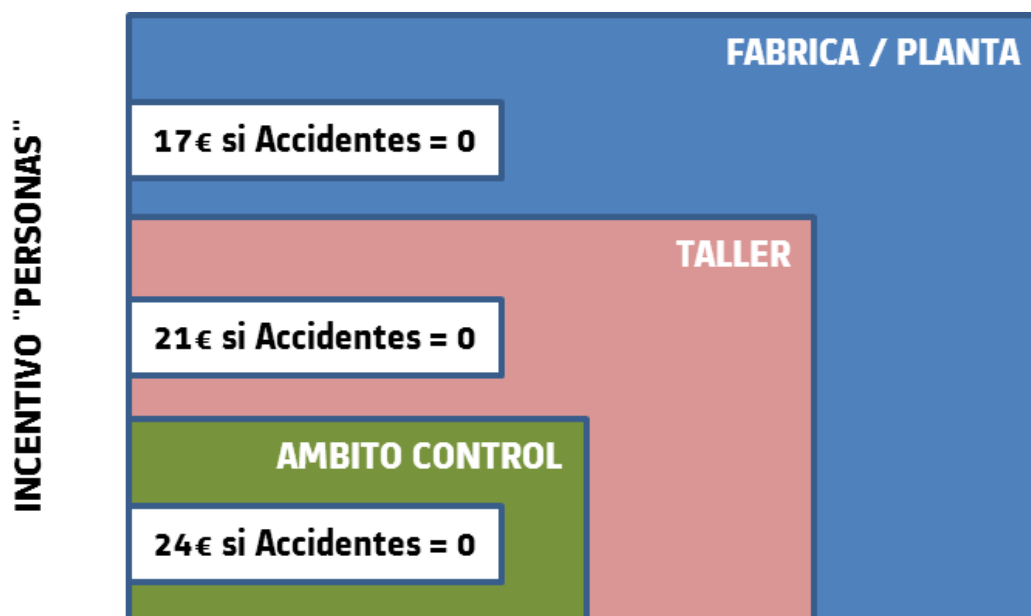 INCENTIVO "PERSONAS"
FABRICA / PLANTA
17€ si Accidentes = 0
TALLER
21€ si Accidentes = 0
AMBITO CONTROL
24€ si Accidentes = 0